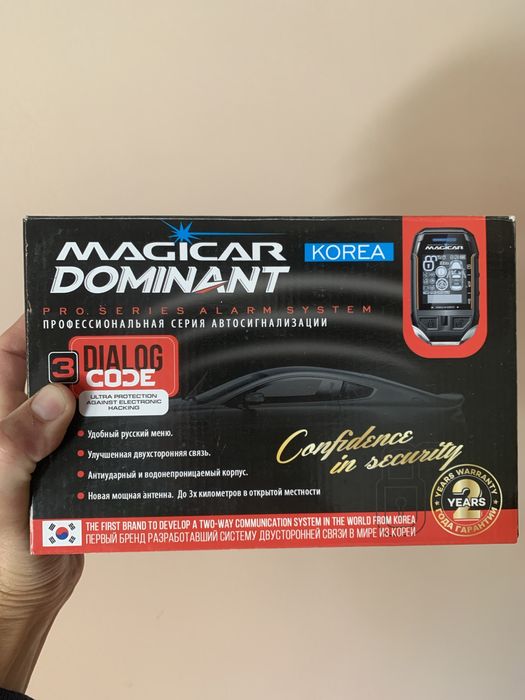 MAGICAR
KOREA
DOMINANT
PRO. SERIES ALARM SYSTEM
ПРОФЕССИОНАЛЬНАЯ СЕРИЯ АВТОСИГНАЛИЗАЦИИ
3 DIALOG
CODE
ULTRA PROTECTION
AGAINST ELECTRONIC
HACKING
• Удобный русский меню.
• Улучшенная двухсторонняя связь.
• Антиударный и водонепроницаемый корпус.
• Новая мощная антенна. До 3х километров в открытой местности
MAGICAR
Confidence
in security
YEARS WARRANTY
2
YEARS
ГОДА ГАРАНТИИ
THE FIRST BRAND TO DEVELOP A TWO-WAY COMMUNICATION SYSTEM IN THE WORLD FROM KOREA
ПЕРВЫЙ БРЕНД РАЗРАБОТАВШИЙ СИСТЕМУ ДВУСТОРОННЕЙ СВЯЗИ В МИРЕ ИЗ КОРЕИ